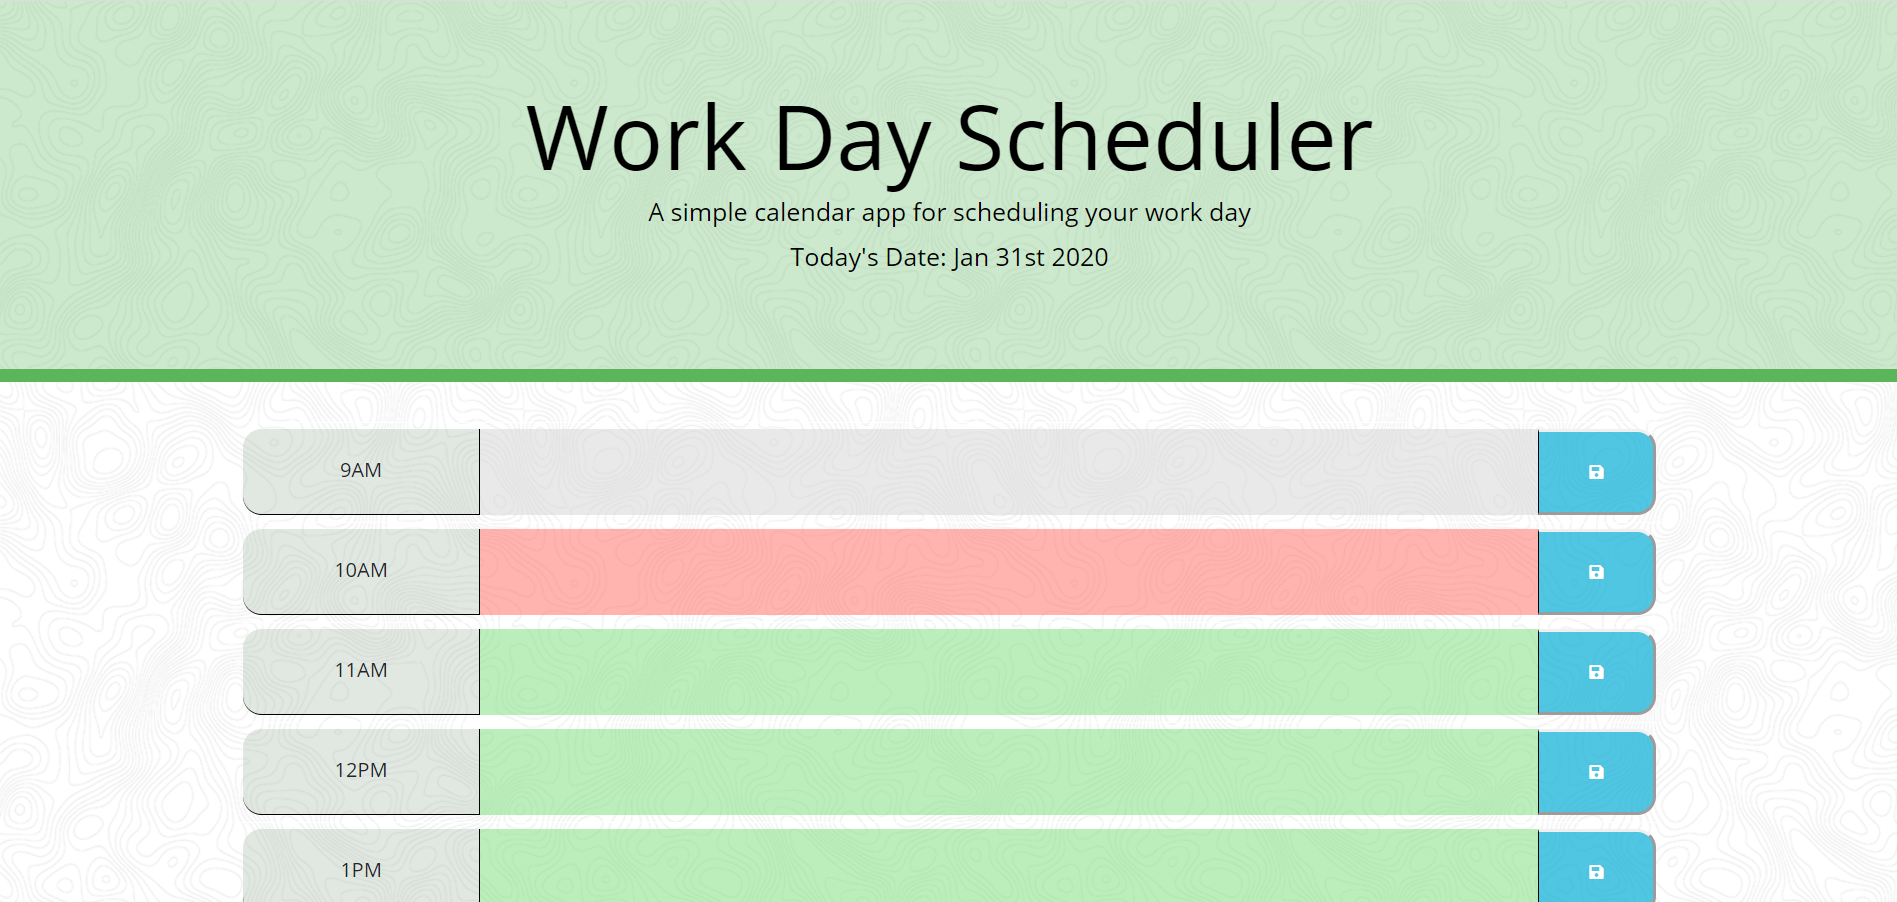 Work Day Scheduler
A simple calendar app for scheduling your work day
Today's Date: Jan 31st 2020
9AM
10AM
11AM
12PM
1PM